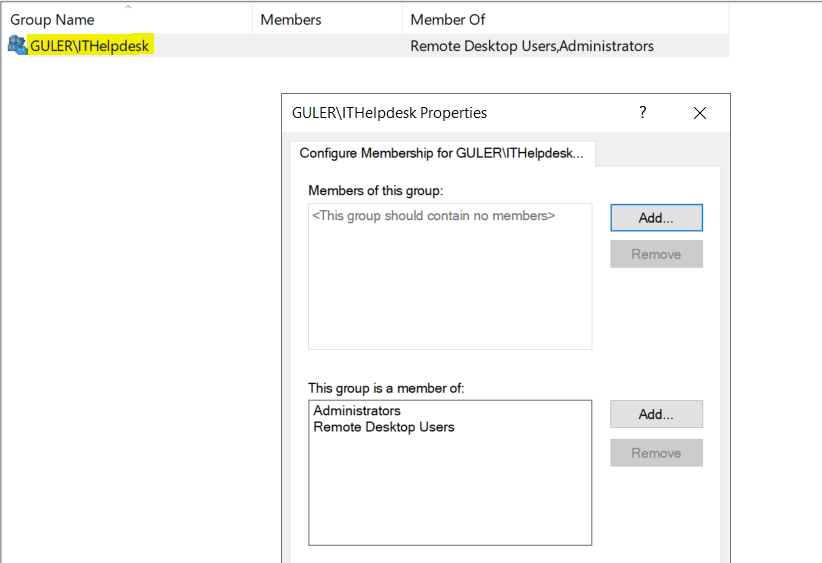 Group Name Members Member Of
GULER\ITHelpdesk Remote Desktop Users,Administrators
GULER\ITHelpdesk Properties ?
Configure Membership for GULER\ITHelpdesk...
Members of this group:
<This group should contain no members>
Add...
Remove
This group is a member of:
Administrators
Remote Desktop Users
Add...
Remove